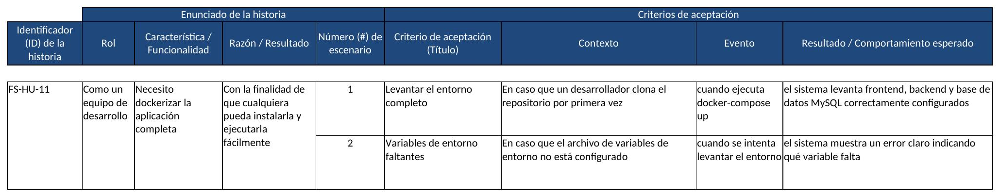 Enunciado de la historia
Criterios de aceptación
Identificador
(ID) de la
historia
Rol
Característica /
Funcionalidad
Razón / Resultado
Número (#) de
escenario
Criterio de aceptación
(Título)
Contexto
Evento
Resultado / Comportamiento esperado
FS-HU-11
Como un
equipo de
desarrollo
Necesito
dockerizar la
aplicación
completa
Con la finalidad de
que cualquiera
pueda instalarla y
ejecutarla
fácilmente
1
Levantar el entorno
completo
En caso que un desarrollador clona el
repositorio por primera vez
cuando ejecuta
docker-compose
up
el sistema levanta frontend, backend y base de
datos MySQL correctamente configurados
2
Variables de entorno
faltantes
En caso que el archivo de variables de
entorno no está configurado
cuando se intenta
levantar el entorno
el sistema muestra un error claro indicando
qué variable falta